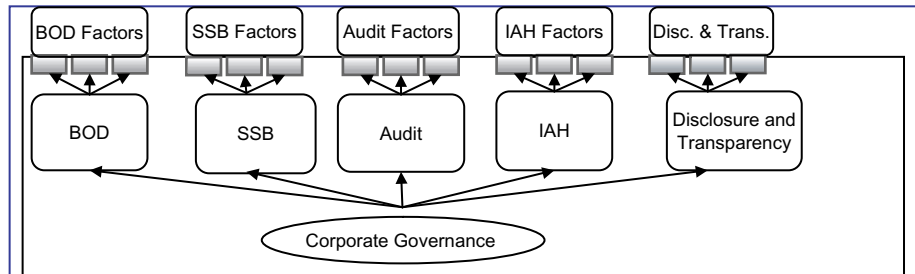 BOD Factors
SSB Factors
Audit Factors
IAH Factors
Disc. & Trans.
BOD
SSB
Audit
IAH
Disclosure and
Transparency
Corporate Governance